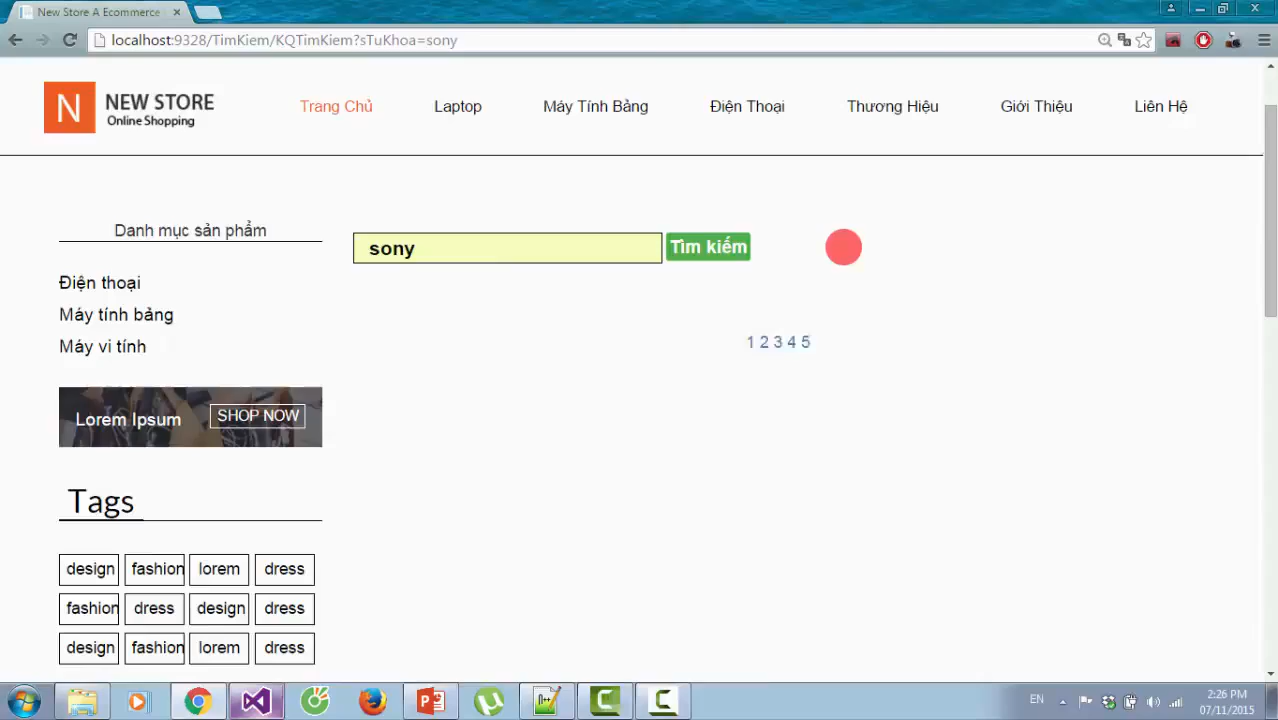 New Store A Ecommerce
localhost:9328/TimKiem/KQTimKiem?sTuKhoa=sony
N NEW STORE
Online Shopping
Trang Chủ Laptop Máy Tính Bảng Điện Thoại Thương Hiệu Giới Thiệu Liên Hệ
Danh mục sản phẩm
sony Tìm kiếm
Điện thoại
Máy tính bảng
Máy vi tính
1 2 3 4 5
Lorem Ipsum SHOP NOW
Tags
design fashion lorem dress
fashion dress design dress
design fashion lorem dress
EN
2:26 PM
07/11/2015